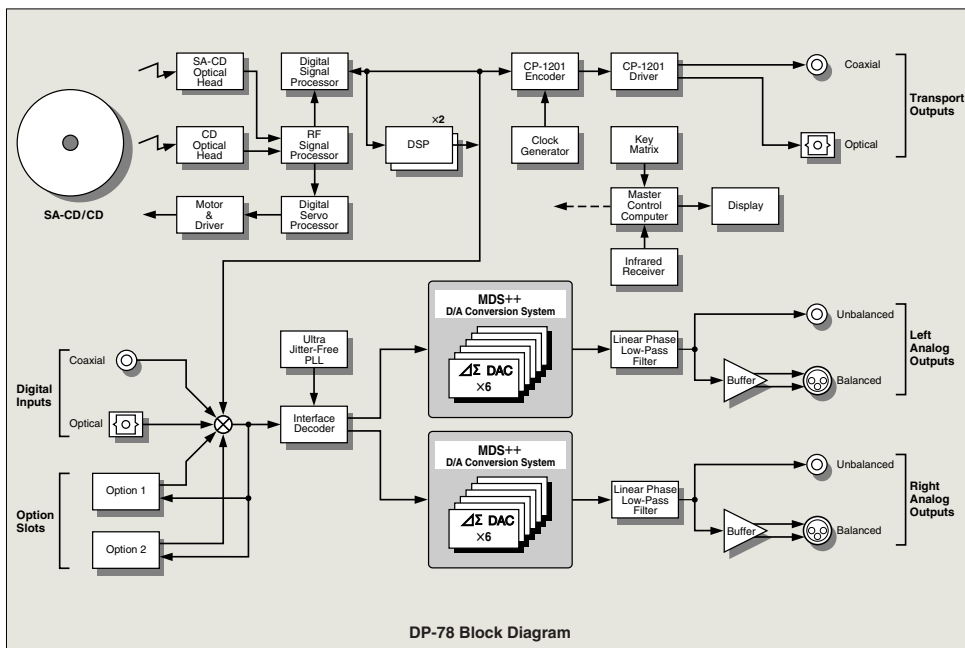 SA-CD
Optical
Head
Digital
Signal
Processor
CP-1201
Encoder
CP-1201
Driver
Coaxial
Transport
Outputs
Optical
CD
Optical
Head
RF
Signal
Processor
×2
DSP
Clock
Generator
Key
Matrix
SA-CD/CD
Motor
&
Driver
Digital
Servo
Processor
Master
Control
Computer
Display
Infrared
Receiver
MDS++
D/A Conversion System
ΔΣ DAC
×6
Linear Phase
Low-Pass
Filter
Unbalanced
Buffer
Balanced
Left
Analog
Outputs
Ultra
Jitter-Free
PLL
Digital
Inputs
Coaxial
Optical
Interface
Decoder
MDS++
D/A Conversion System
ΔΣ DAC
×6
Linear Phase
Low-Pass
Filter
Unbalanced
Buffer
Balanced
Right
Analog
Outputs
Option
Slots
Option 1
Option 2
DP-78 Block Diagram